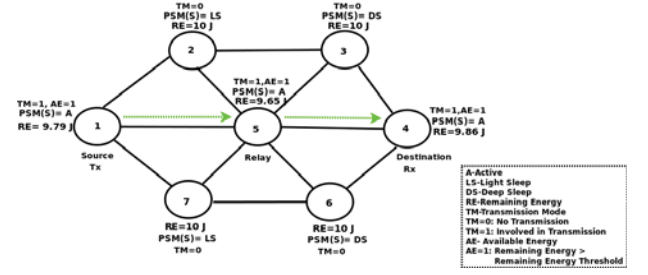 TM=0
PSM(S)= LS
RE=10 J
2
TM=0
PSM(S)= DS
RE=10 J
3
TM=1, AE=1
PSM(S)= A
RE= 9.79 J
1
Source
Tx
TM=1,AE=1
PSM(S)= A
RE=9.65 J
5
Relay
TM=1,AE=1
PSM(S)= A
RE=9.86 J
4
Destination
Rx
7
RE=10 J
PSM(S)= LS
TM=0
6
RE=10 J
PSM(S)= DS
TM=0
A-Active
LS-Light Sleep
DS-Deep Sleep
RE-Remaining Energy
TM-Transmission Mode
TM=0: No Transmission
TM=1: Involved in Transmission
AE- Available Energy
AE=1: Remaining Energy >
Remaining Energy Threshold